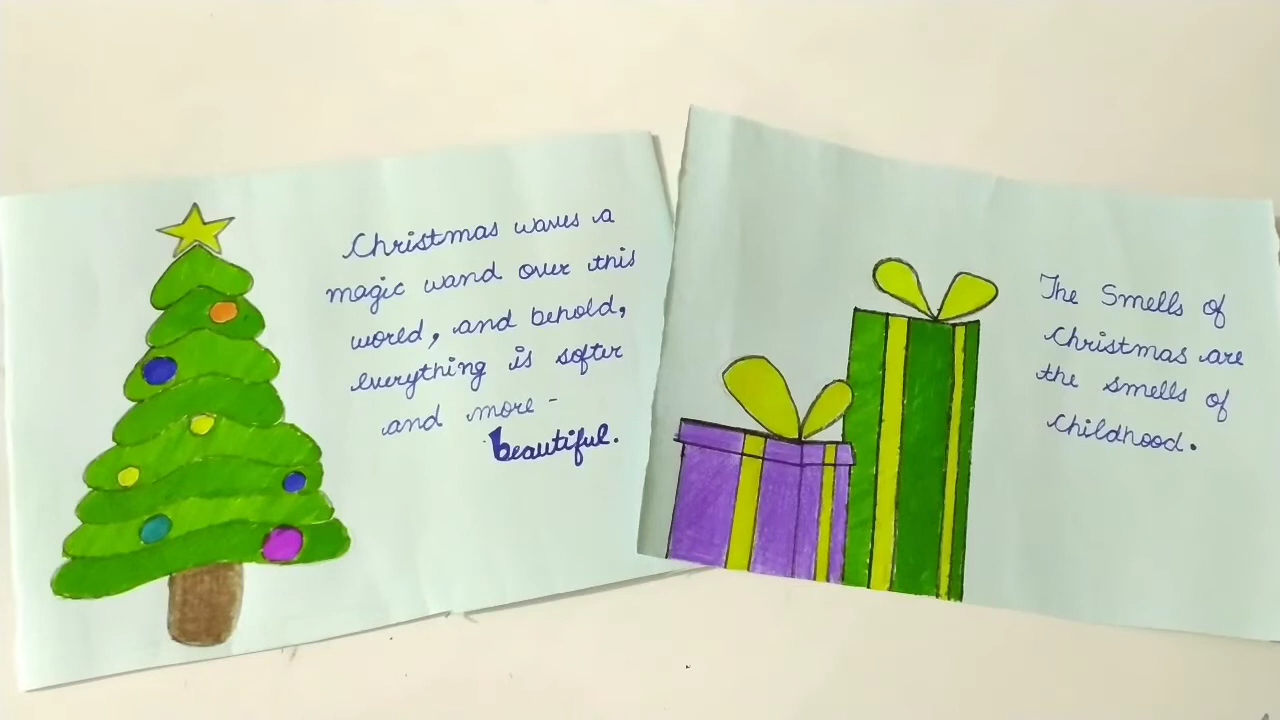 Christmas waves a
magic wand over this
world, and behold,
everything is softer
and more -
beautiful.
The Smells of
Christmas are
the smells of
childhood.